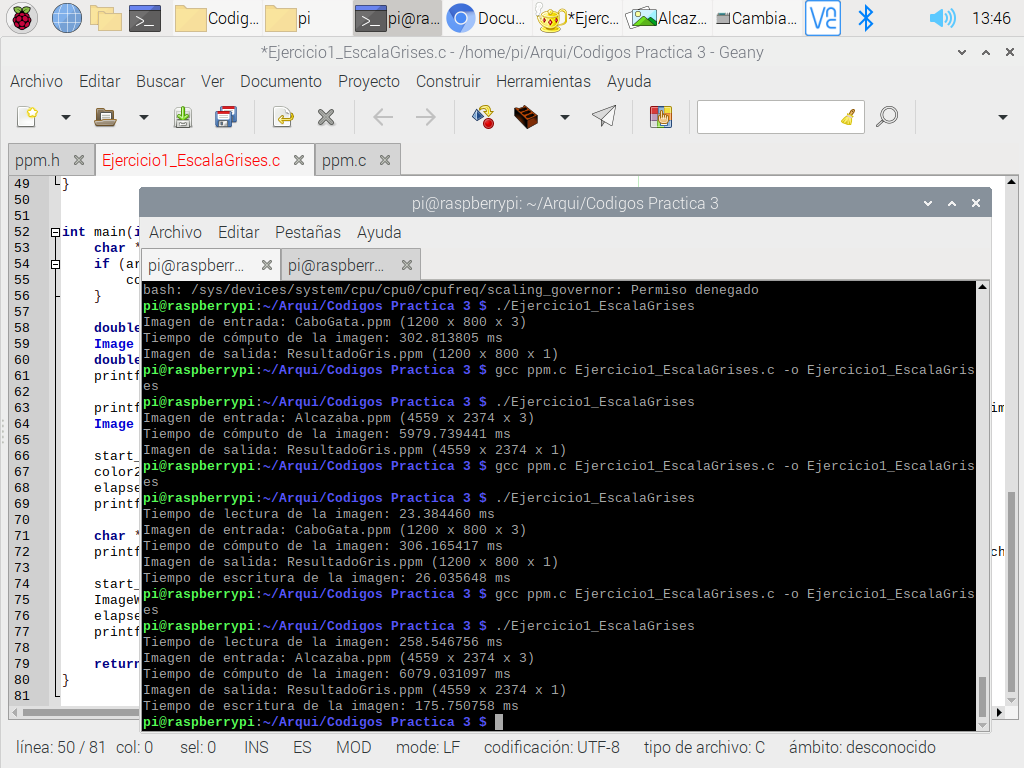 Codig...
pi
pi@ra...
Docu...
*Ejerc...
Alcaz...
Cambia...
13:46
*Ejercicio1_EscalaGrises.c - /home/pi/Arqui/Codigos Practica 3 - Geany
Archivo Editar Buscar Ver Documento Proyecto Construir Herramientas Ayuda
ppm.h Ejercicio1_EscalaGrises.c ppm.c
49 }
50
51
52 int main(i
53 char *
54 if (ar
55 co
56 }
57
58 double
59 Image
60 double
61 printf
62
63 printf im
64 Image
65
66 start_
67 color2
68 elapse
69 printf
70
71 char *
72 printf ch
73
74 start_
75 ImageW
76 elapse
77 printf
78
79 return
80 }
81
pi@raspberrypi: ~/Arqui/Codigos Practica 3
Archivo Editar Pestañas Ayuda
pi@raspberr... pi@raspberr...
bash: /sys/devices/system/cpu/cpu0/cpufreq/scaling_governor: Permiso denegado
pi@raspberrypi:~/Arqui/Codigos Practica 3 $ ./Ejercicio1_EscalaGrises
Imagen de entrada: CaboGata.ppm (1200 x 800 x 3)
Tiempo de cómputo de la imagen: 302.813805 ms
Imagen de salida: ResultadoGris.ppm (1200 x 800 x 1)
pi@raspberrypi:~/Arqui/Codigos Practica 3 $ gcc ppm.c Ejercicio1_EscalaGrises.c -o Ejercicio1_EscalaGris
es
pi@raspberrypi:~/Arqui/Codigos Practica 3 $ ./Ejercicio1_EscalaGrises
Imagen de entrada: Alcazaba.ppm (4559 x 2374 x 3)
Tiempo de cómputo de la imagen: 5979.739441 ms
Imagen de salida: ResultadoGris.ppm (4559 x 2374 x 1)
pi@raspberrypi:~/Arqui/Codigos Practica 3 $ gcc ppm.c Ejercicio1_EscalaGrises.c -o Ejercicio1_EscalaGris
es
pi@raspberrypi:~/Arqui/Codigos Practica 3 $ ./Ejercicio1_EscalaGrises
Tiempo de lectura de la imagen: 23.384460 ms
Imagen de entrada: CaboGata.ppm (1200 x 800 x 3)
Tiempo de cómputo de la imagen: 306.165417 ms
Imagen de salida: ResultadoGris.ppm (1200 x 800 x 1)
Tiempo de escritura de la imagen: 26.035648 ms
pi@raspberrypi:~/Arqui/Codigos Practica 3 $ gcc ppm.c Ejercicio1_EscalaGrises.c -o Ejercicio1_EscalaGris
es
pi@raspberrypi:~/Arqui/Codigos Practica 3 $ ./Ejercicio1_EscalaGrises
Tiempo de lectura de la imagen: 258.546756 ms
Imagen de entrada: Alcazaba.ppm (4559 x 2374 x 3)
Tiempo de cómputo de la imagen: 6079.031097 ms
Imagen de salida: ResultadoGris.ppm (4559 x 2374 x 1)
Tiempo de escritura de la imagen: 175.750758 ms
pi@raspberrypi:~/Arqui/Codigos Practica 3 $
línea: 50 / 81 col: 0 sel: 0 INS ES MOD mode: LF codificación: UTF-8 tipo de archivo: C ámbito: desconocido